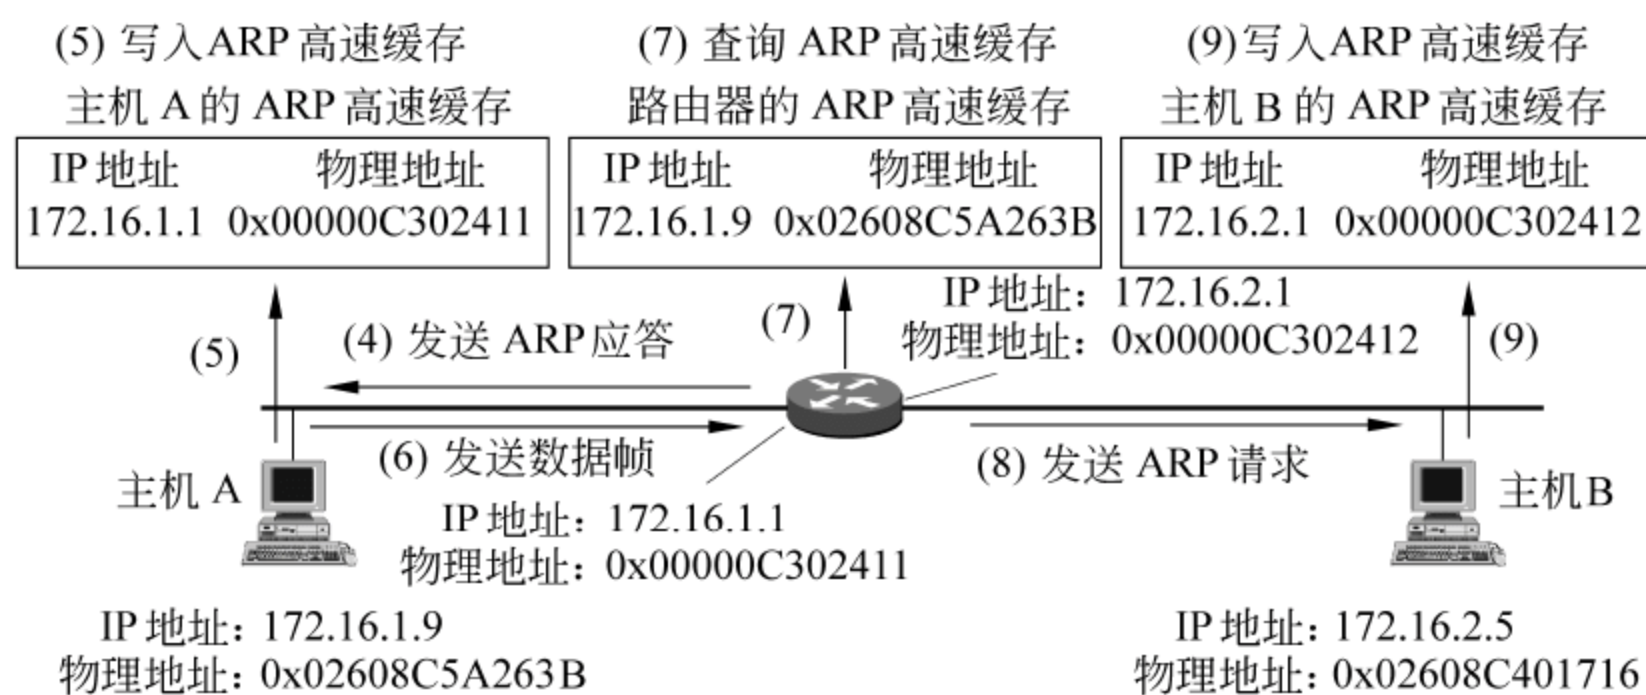 (5) 写入ARP 高速缓存
主机 A 的 ARP 高速缓存
IP 地址 物理地址
172.16.1.1 0x00000C302411
(7) 查询 ARP 高速缓存
路由器的 ARP 高速缓存
IP 地址 物理地址
172.16.1.9 0x02608C5A263B
(9)写入ARP 高速缓存
主机 B 的 ARP 高速缓存
IP 地址 物理地址
172.16.2.1 0x00000C302412
(5)
(4) 发送 ARP应答
(7)
IP 地址：172.16.2.1
物理地址：0x00000C302412
(9)
(6) 发送数据帧
(8) 发送 ARP 请求
主机 A
IP 地址：172.16.1.1
物理地址：0x00000C302411
主机B
IP 地址：172.16.1.9
物理地址：0x02608C5A263B
IP 地址：172.16.2.5
物理地址：0x02608C401716